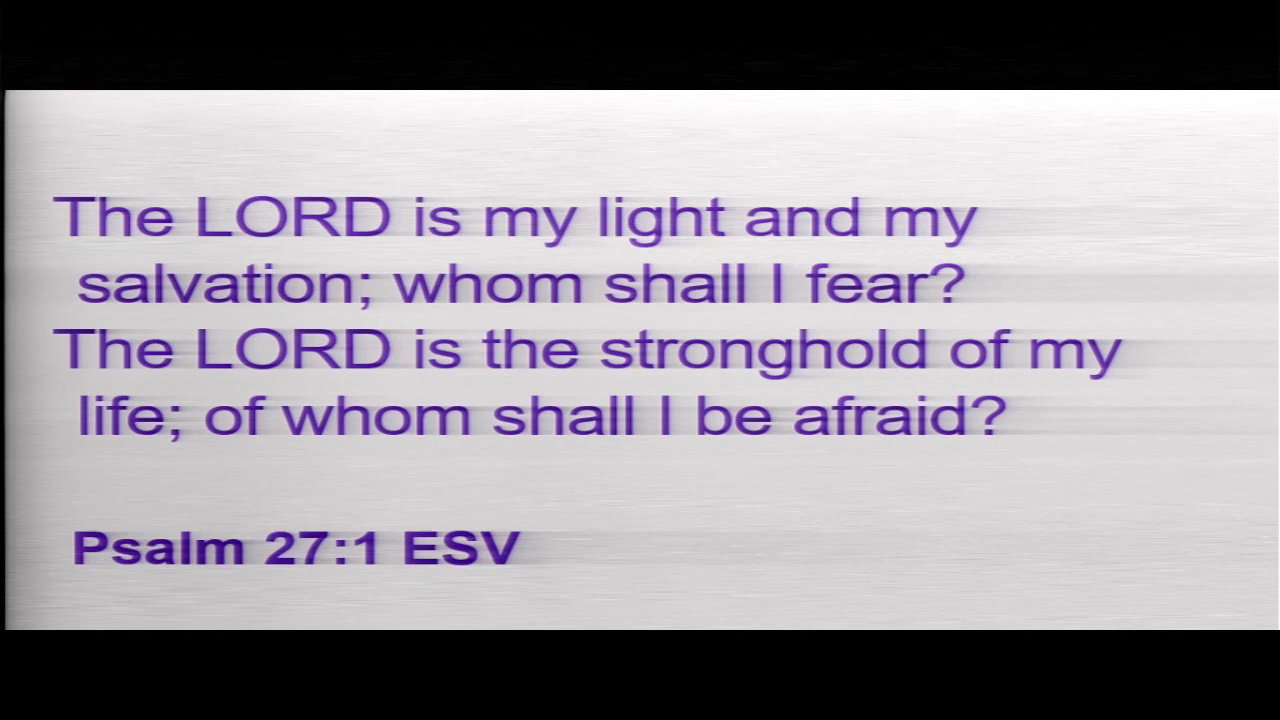 The LORD is my light and my
salvation; whom shall I fear?
The LORD is the stronghold of my
life; of whom shall I be afraid?
Psalm 27:1 ESV